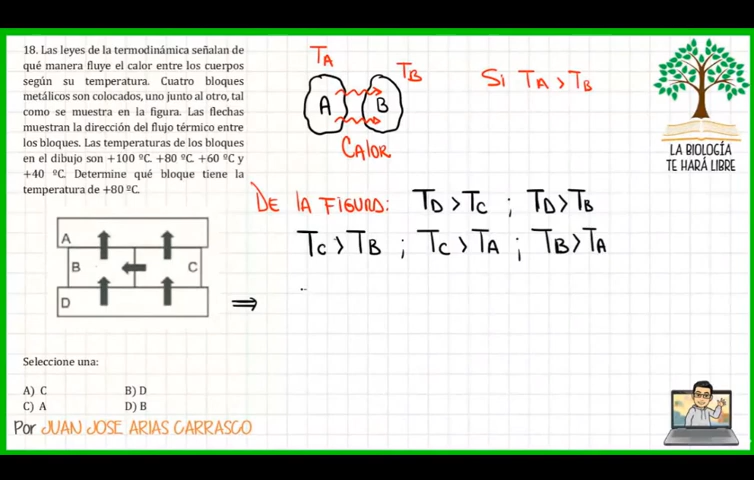 18. Las leyes de la termodinámica señalan de
qué manera fluye el calor entre los cuerpos
según su temperatura. Cuatro bloques
metálicos son colocados, uno junto al otro, tal
como se muestra en la figura. Las flechas
muestran la dirección del flujo térmico entre
los bloques. Las temperaturas de los bloques
en el dibujo son +100 ºC. +80 ºC. +60 ºC y
+40 ºC. Determine qué bloque tiene la
temperatura de +80 ºC.
A
B
C
D
Seleccione una:
A) C B) D
C) A D) B
Por JUAN JOSE ARIAS CARRASCO
TA
TB
A
B
CALOR
Si TA > TB
DE LA FIGURA: TD > TC ; TD > TB
TC > TB ; TC > TA ; TB > TA
⇒
LA BIOLOGÍA
TE HARÁ LIBRE